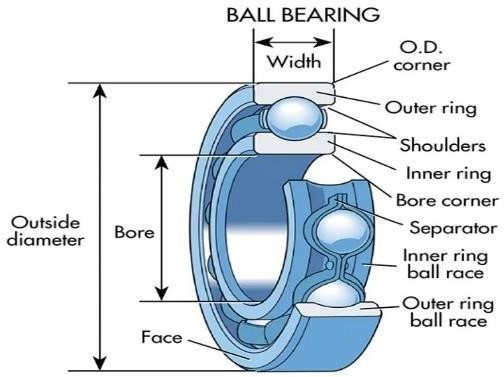 BALL BEARING
Width
O.D.
corner
Outer ring
Shoulders
Inner ring
Bore corner
Separator
Inner ring
ball race
Outer ring
ball race
Outside
diameter
Bore
Face